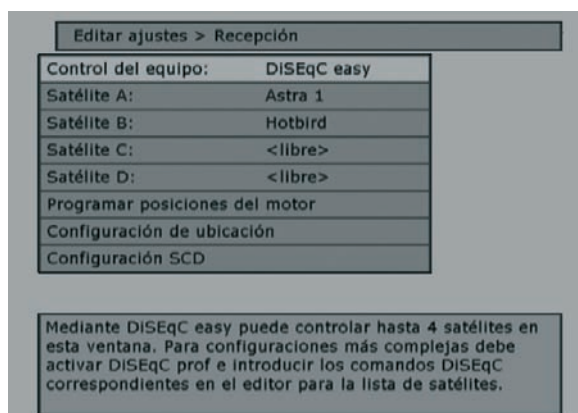 Editar ajustes > Recepción
Control del equipo: DiSEqC easy
Satélite A: Astra 1
Satélite B: Hotbird
Satélite C: <libre>
Satélite D: <libre>
Programar posiciones del motor
Configuración de ubicación
Configuración SCD
Mediante DiSEqC easy puede controlar hasta 4 satélites en
esta ventana. Para configuraciones más complejas debe
activar DiSEqC prof e introducir los comandos DiSEqC
correspondientes en el editor para la lista de satélites.